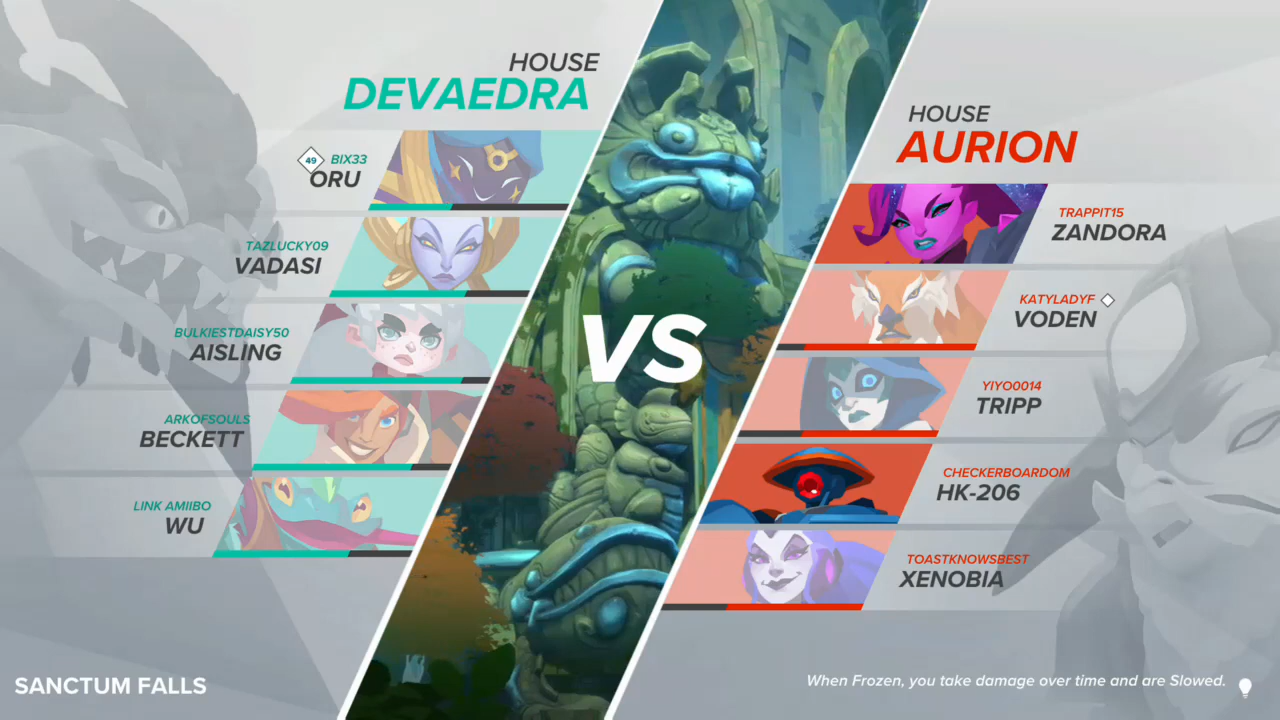 HOUSE
DEVAEDRA
49 BIX33
ORU
TAZLUCKY09
VADASI
BULKIESTDAISY50
AISLING
ARKOFSOULS
BECKETT
LINK AMIIBO
WU
VS
HOUSE
AURION
TRAPPIT15
ZANDORA
KATYLADYF
VODEN
YIYO0014
TRIPP
CHECKERBOARDOM
HK-206
TOASTKNOWSBEST
XENOBIA
SANCTUM FALLS
When Frozen, you take damage over time and are Slowed.